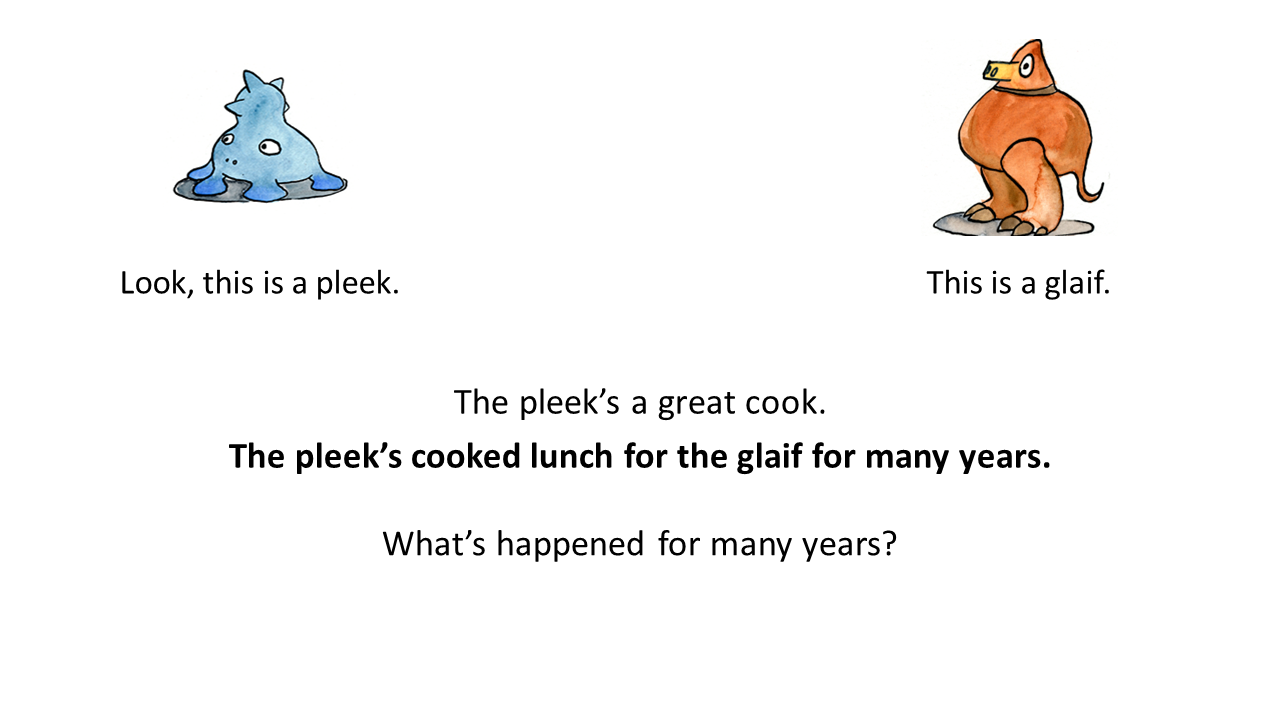 Look, this is a pleek.
This is a glaif.
The pleek’s a great cook.
The pleek’s cooked lunch for the glaif for many years.
What’s happened for many years?